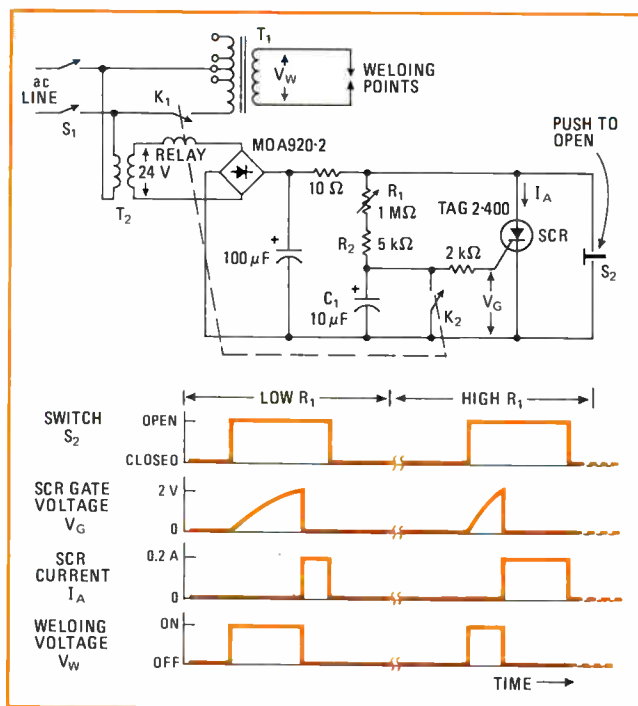 T1
ac
LINE
S1
K1
VW
WELDING
POINTS
RELAY
24 V
T2
MDA920-2
10 Ω
R1
1 MΩ
R2
5 kΩ
100 μF
+
C1
10 μF
+
K2
2 kΩ
TAG 2-400
IA
SCR
VG
PUSH TO
OPEN
S2
LOW R1
HIGH R1
SWITCH
S2
OPEN
CLOSED
SCR GATE
VOLTAGE
VG
2 V
0
SCR
CURRENT
IA
0.2 A
0
WELDING
VOLTAGE
VW
ON
OFF
TIME